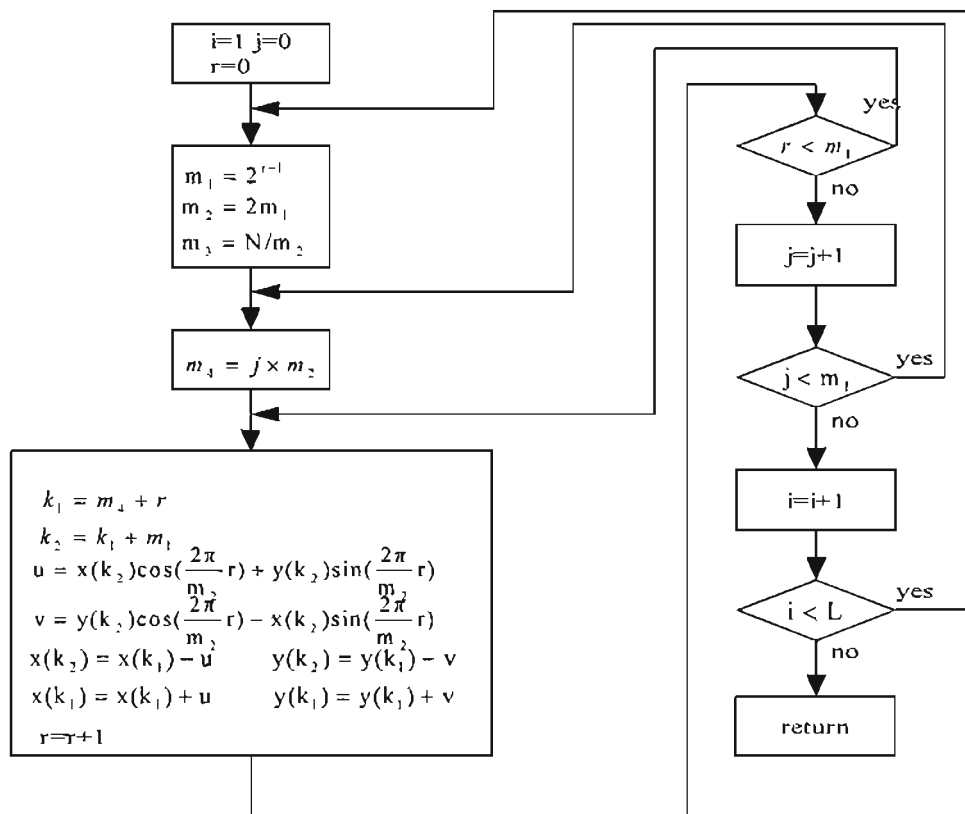 i=1 j=0
r=0
m₁ = 2^{r-1}
m₂ = 2m₁
m₃ = N/m₂
m₄ = j × m₂
k₁ = m₄ + r
k₂ = k₁ + m₁
u = x(k₂)cos(2π/m₂ r) + y(k₂)sin(2π/m₂ r)
v = y(k₂)cos(2π/m₂ r) − x(k₂)sin(2π/m₂ r)
x(k₂) = x(k₁) − u y(k₂) = y(k₁) − v
x(k₁) = x(k₁) + u y(k₁) = y(k₁) + v
r=r+1
yes
r < m₁
no
j=j+1
yes
j < m₁
no
i=i+1
yes
i < L
no
return